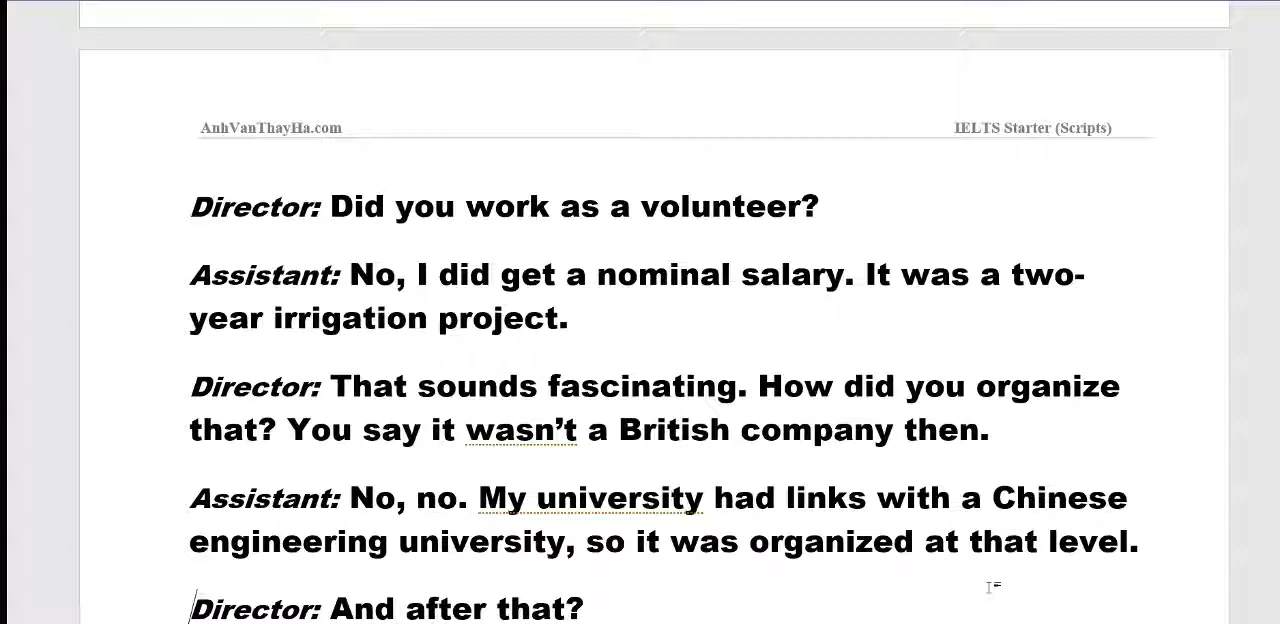 AnhVanThayHa.com
IELTS Starter (Scripts)
Director: Did you work as a volunteer?
Assistant: No, I did get a nominal salary. It was a two-
year irrigation project.
Director: That sounds fascinating. How did you organize
that? You say it wasn’t a British company then.
Assistant: No, no. My university had links with a Chinese
engineering university, so it was organized at that level.
Director: And after that?